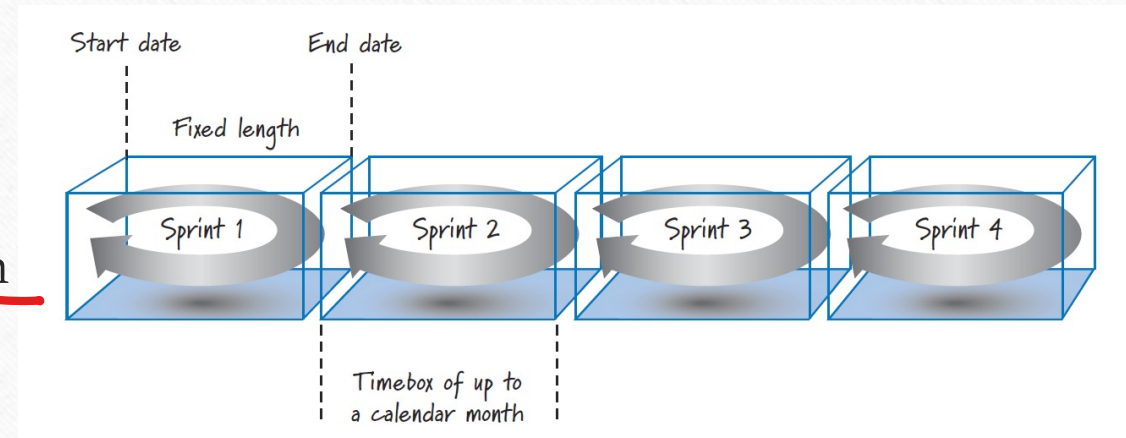 Start date
End date
Fixed length
Sprint 1
Sprint 2
Sprint 3
Sprint 4
Timebox of up to
a calendar month